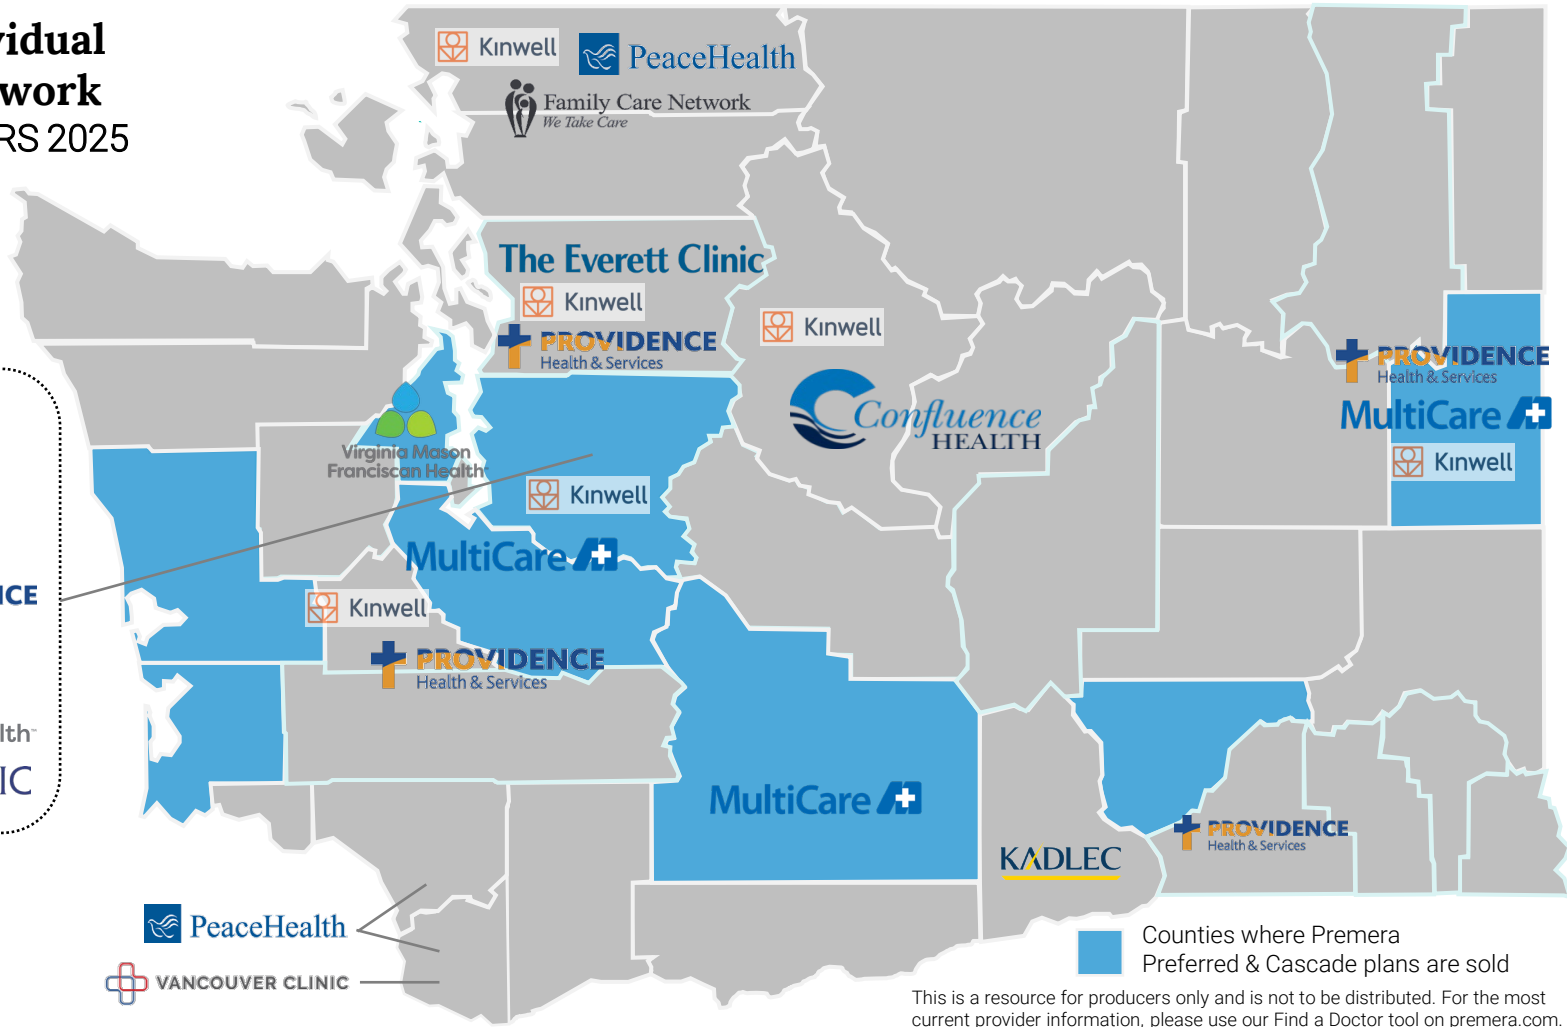 vidual
work
RS 2025
Kinwell
PeaceHealth
Family Care Network
We Take Care
The Everett Clinic
Kinwell
PROVIDENCE
Health & Services
Kinwell
Confluence
HEALTH
PROVIDENCE
Health & Services
MultiCare
Kinwell
Virginia Mason
Franciscan Health
Kinwell
MultiCare
NCE
Kinwell
PROVIDENCE
Health & Services
lth™
IC
MultiCare
PROVIDENCE
Health & Services
KADLEC
PeaceHealth
VANCOUVER CLINIC
Counties where Premera
Preferred & Cascade plans are sold
This is a resource for producers only and is not to be distributed. For the most
current provider information, please use our Find a Doctor tool on premera.com.